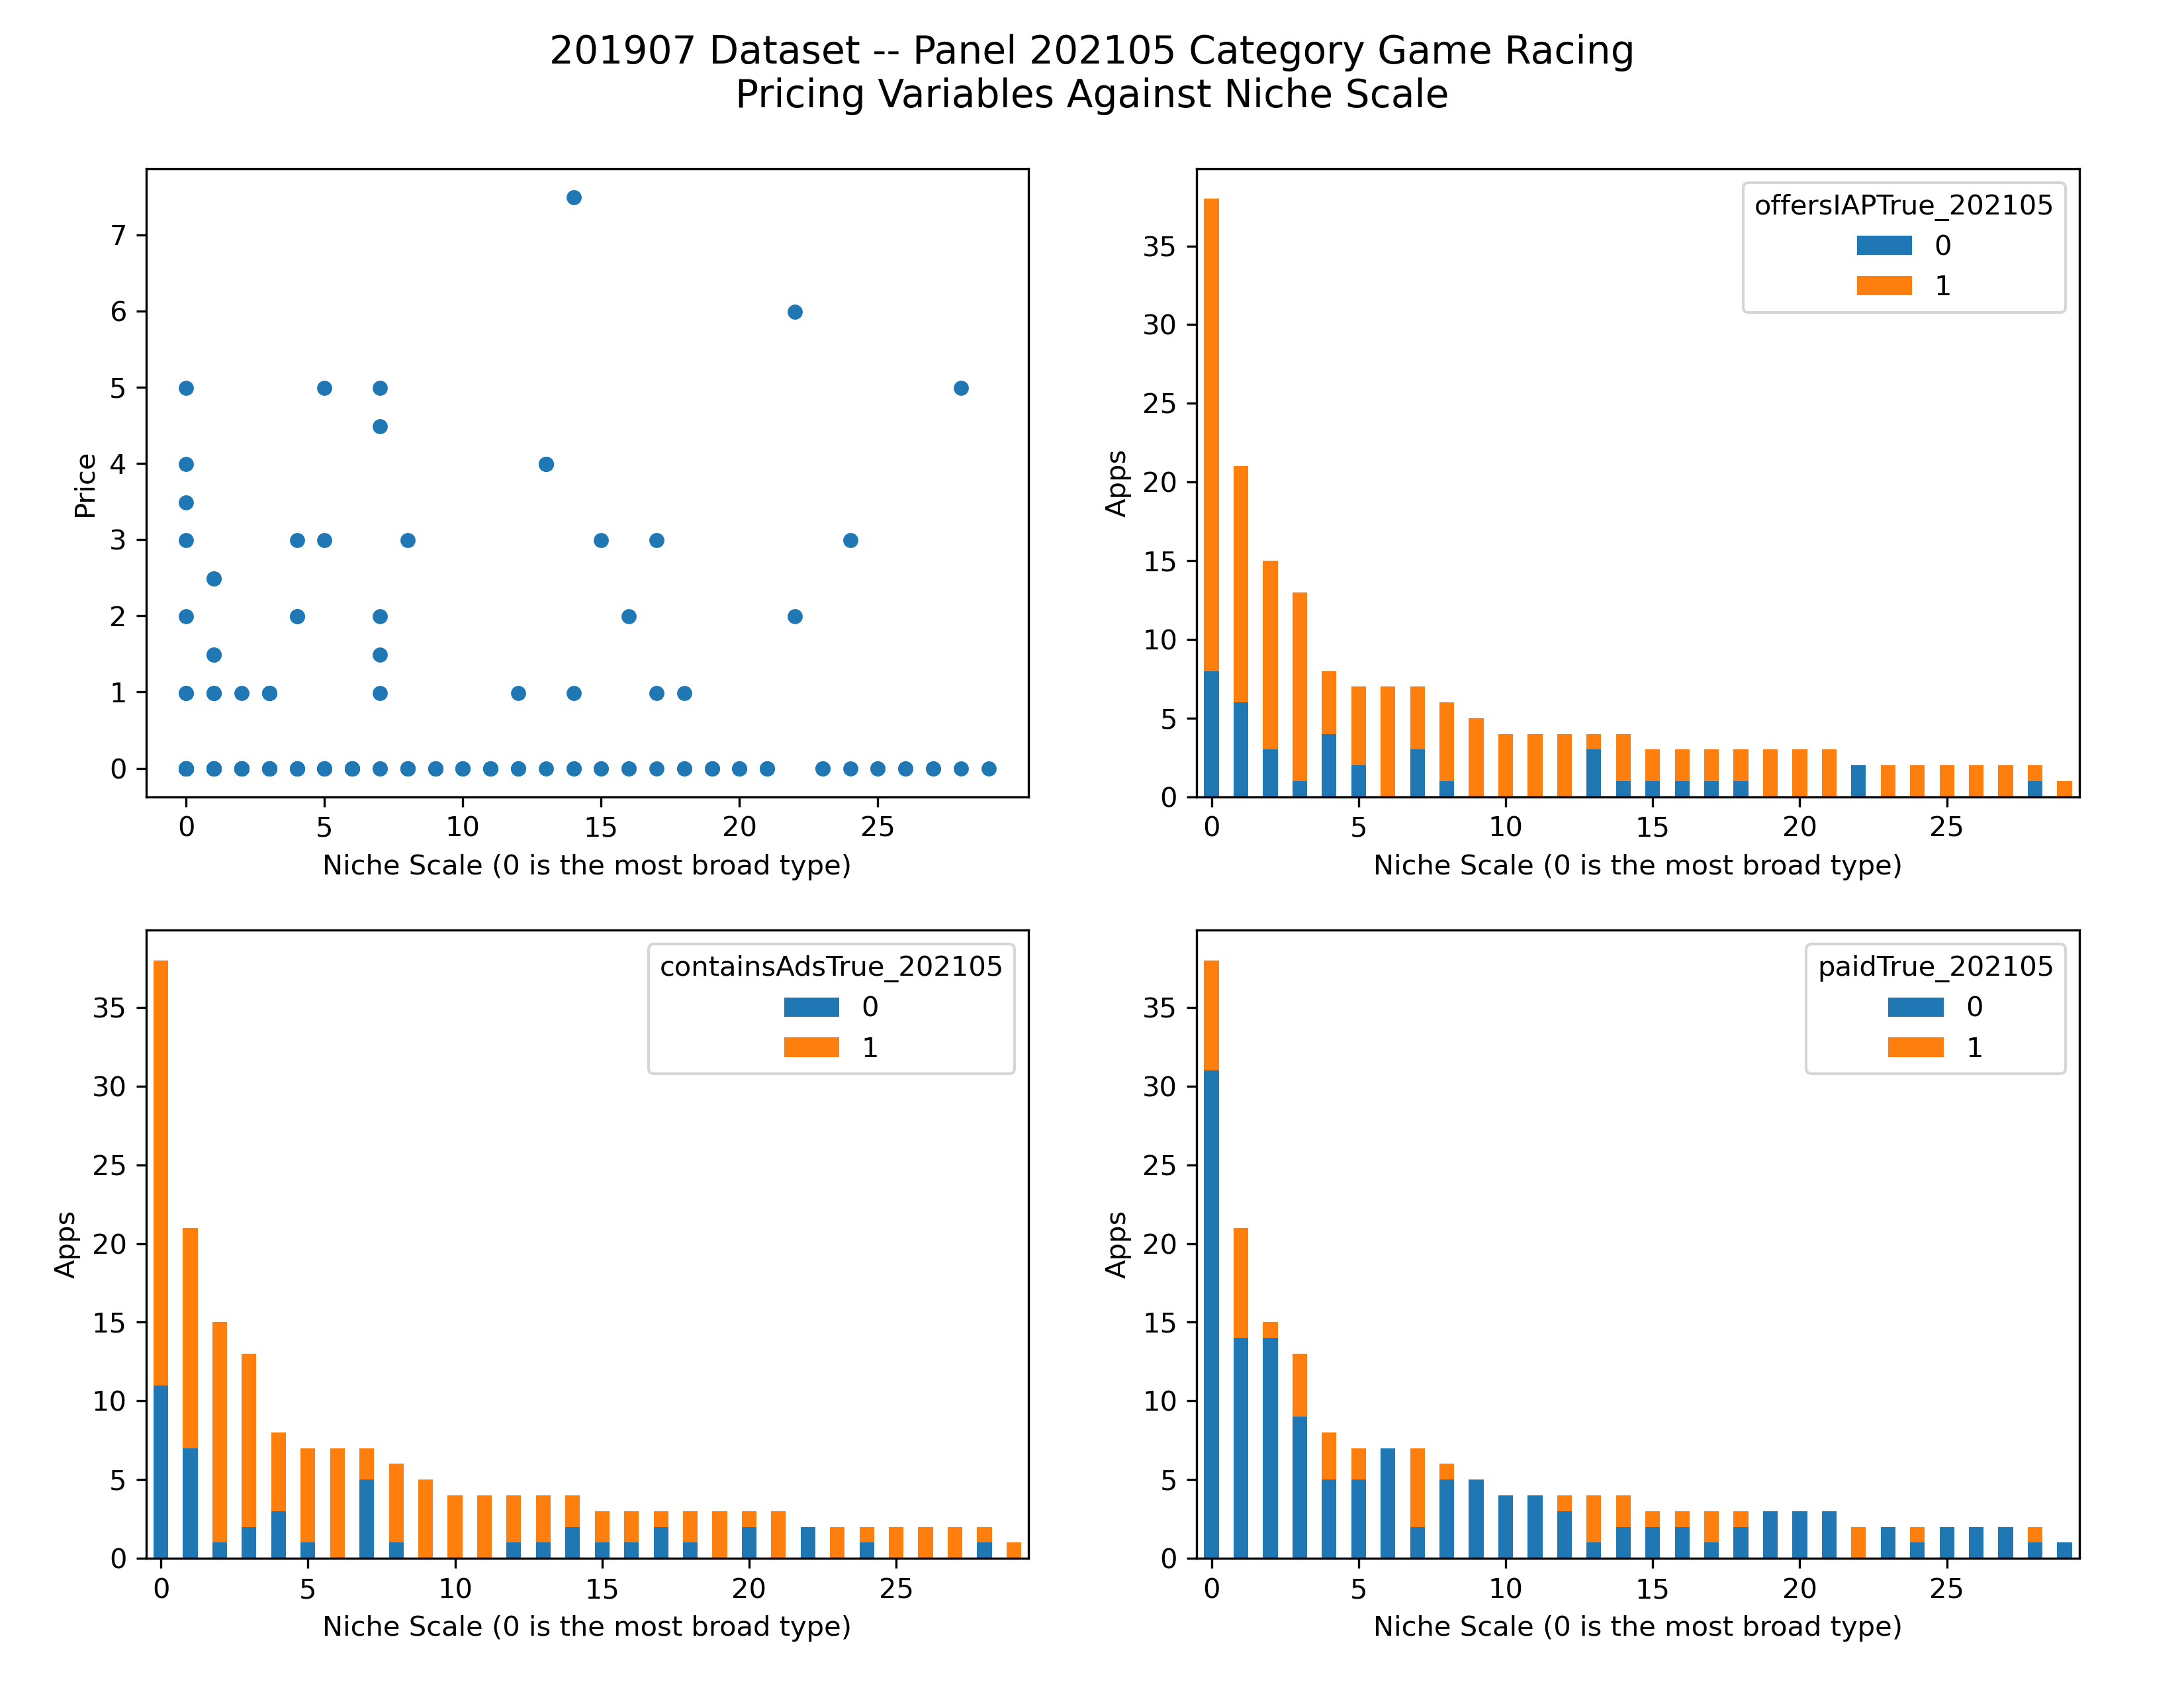 201907 Dataset -- Panel 202105 Category Game Racing
Pricing Variables Against Niche Scale
7
6
5
4
3
2
1
0
Price
0 5 10 15 20 25
Niche Scale (0 is the most broad type)
offersIAPTrue_202105
0
1
35
30
25
20
15
10
5
0
Apps
0 5 10 15 20 25
Niche Scale (0 is the most broad type)
containsAdsTrue_202105
0
1
35
30
25
20
15
10
5
0
Apps
0 5 10 15 20 25
Niche Scale (0 is the most broad type)
paidTrue_202105
0
1
35
30
25
20
15
10
5
0
Apps
0 5 10 15 20 25
Niche Scale (0 is the most broad type)